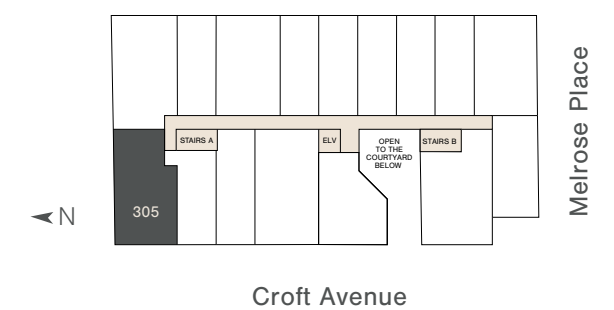 STAIRS A
ELV
OPEN
TO THE
COURTYARD
BELOW
STAIRS B
305
N
Croft Avenue
Melrose Place